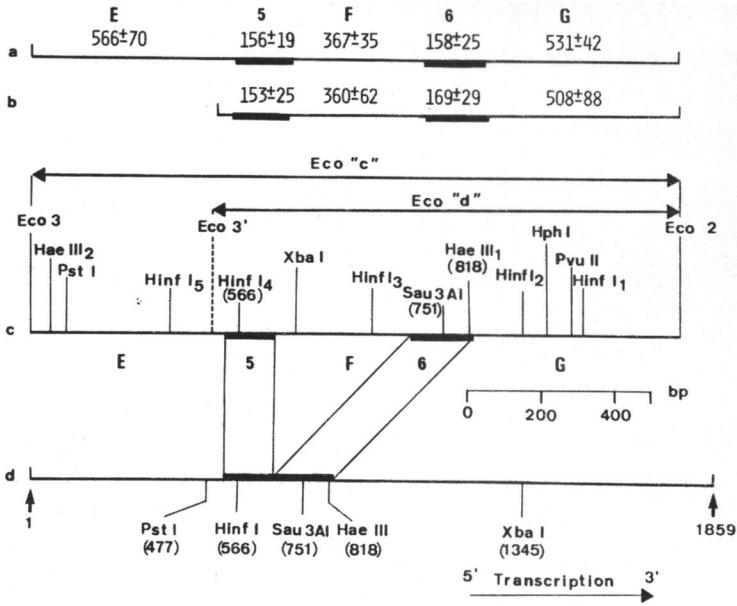 E 5 F 6 G
566±70 156±19 367±35 158±25 531±42
a
153±25 360±62 169±29 508±88
b
Eco "c"
Eco "d"
Eco 3 Eco 3' Eco 2
Hae III₂ Pst I Hinf I₅ Hinf I₄ (566) Xba I Hinf I₃ Sau 3AI (751) Hae III₁ (818) Hinf I₂ Hph I Pvu II Hinf I₁
c
E 5 F 6 G
bp
0 200 400
d
1 1859
Pst I Hinf I Sau 3AI Hae III Xba I
(477) (566) (751) (818) (1345)
5' Transcription 3'